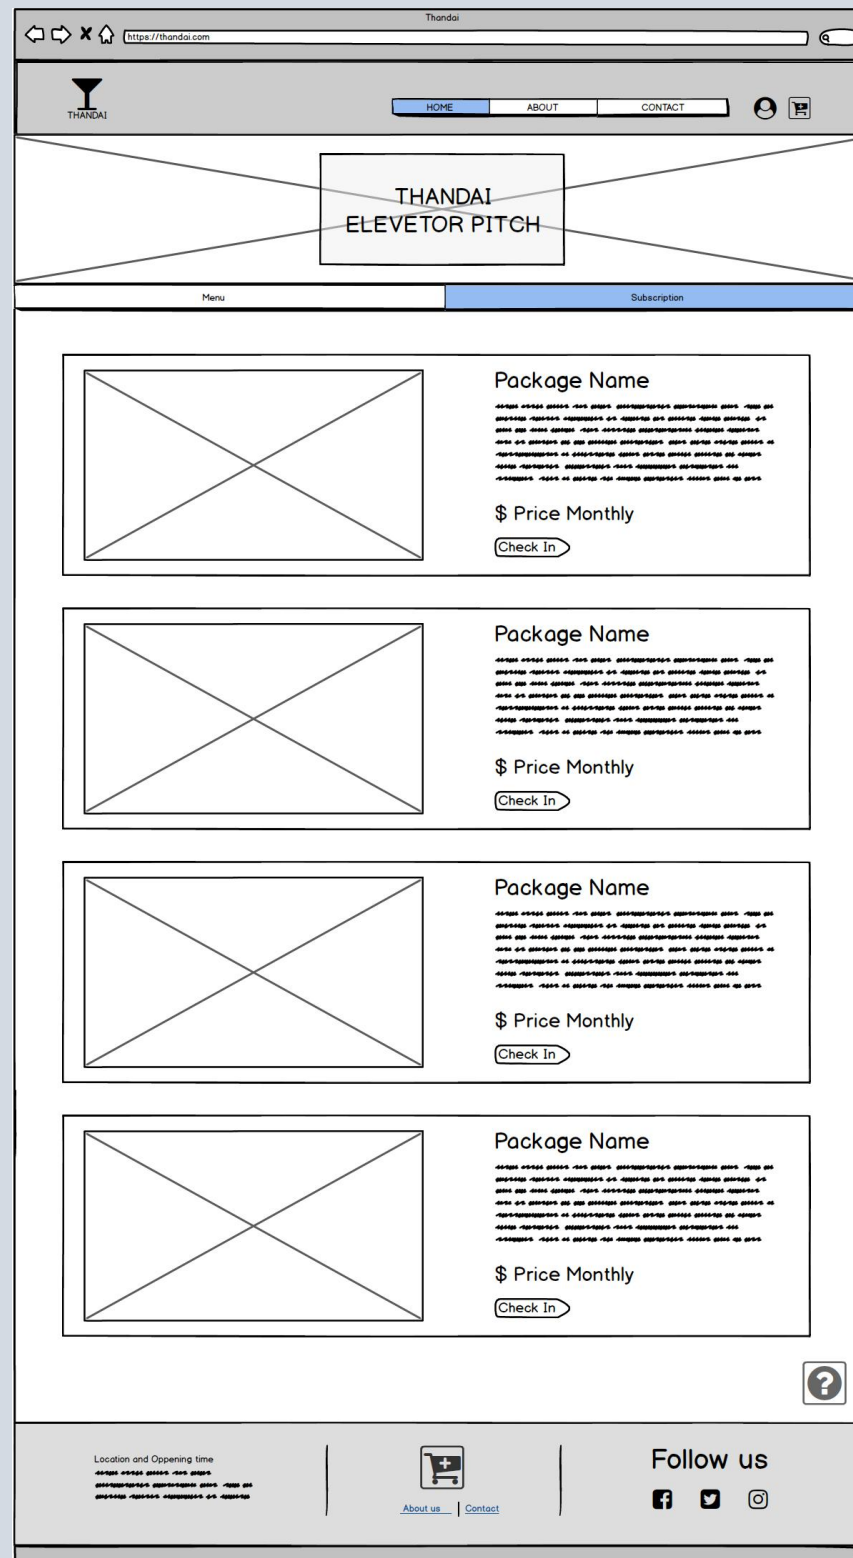 Thandai
https://thandai.com
THANDAI
HOME
ABOUT
CONTACT
THANDAI
ELEVETOR PITCH
Menu
Subscription
Package Name
$ Price Monthly
Check In
Package Name
$ Price Monthly
Check In
Package Name
$ Price Monthly
Check In
Package Name
$ Price Monthly
Check In
?
Location and Oppening time
About us
Contact
Follow us